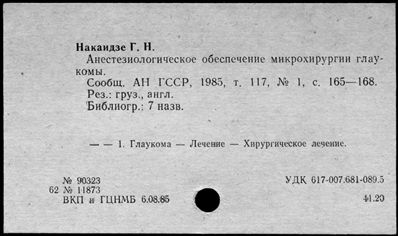 Накаидзе Г. Н.
Анестезиологическое обеспечение микрохирургии глау-
комы.
Сообщ. АН ГССР, 1985, т. 117, № 1, с. 165—168.
Рез.: груз., англ.
Библиогр.: 7 назв.
— — 1. Глаукома — Лечение — Хирургическое лечение.
№ 90323
УДК 617-007.681-089.5
62 № 11873
ВКП и ГЦНМБ 6.08.85
41.20